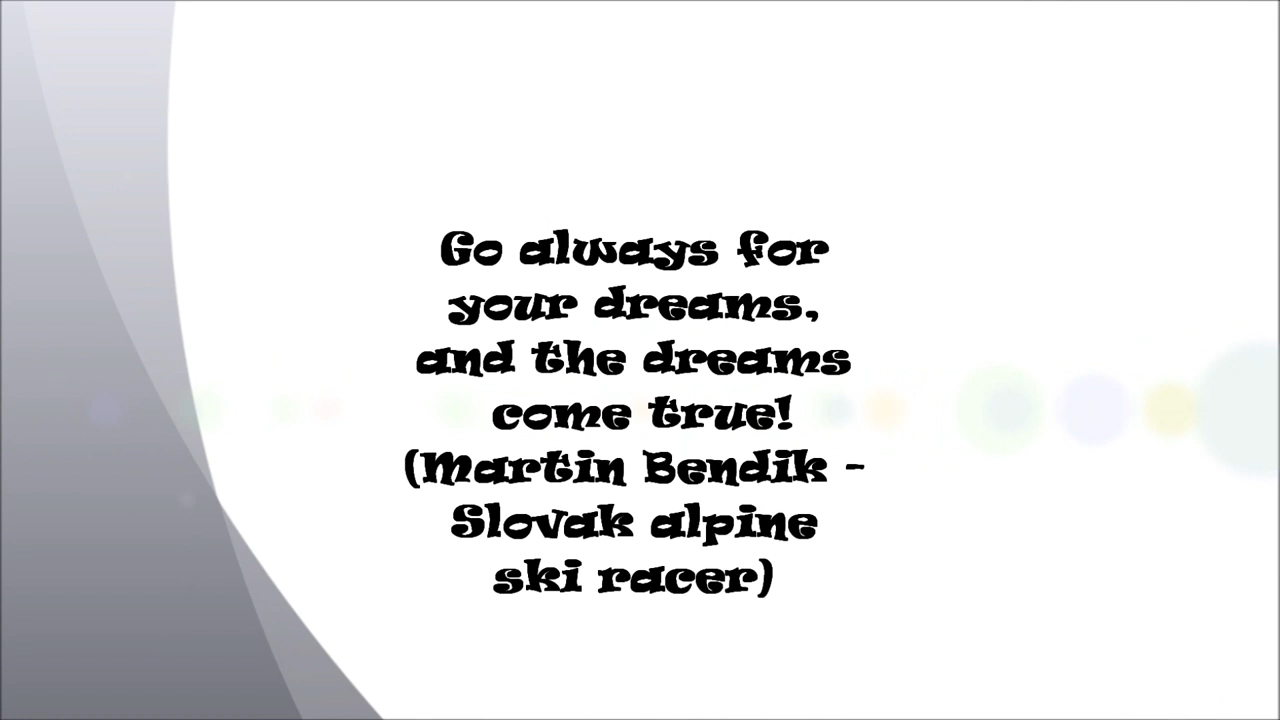 Go always for
your dreams,
and the dreams
come true!
(Martin Bendik -
Slovak alpine
ski racer)